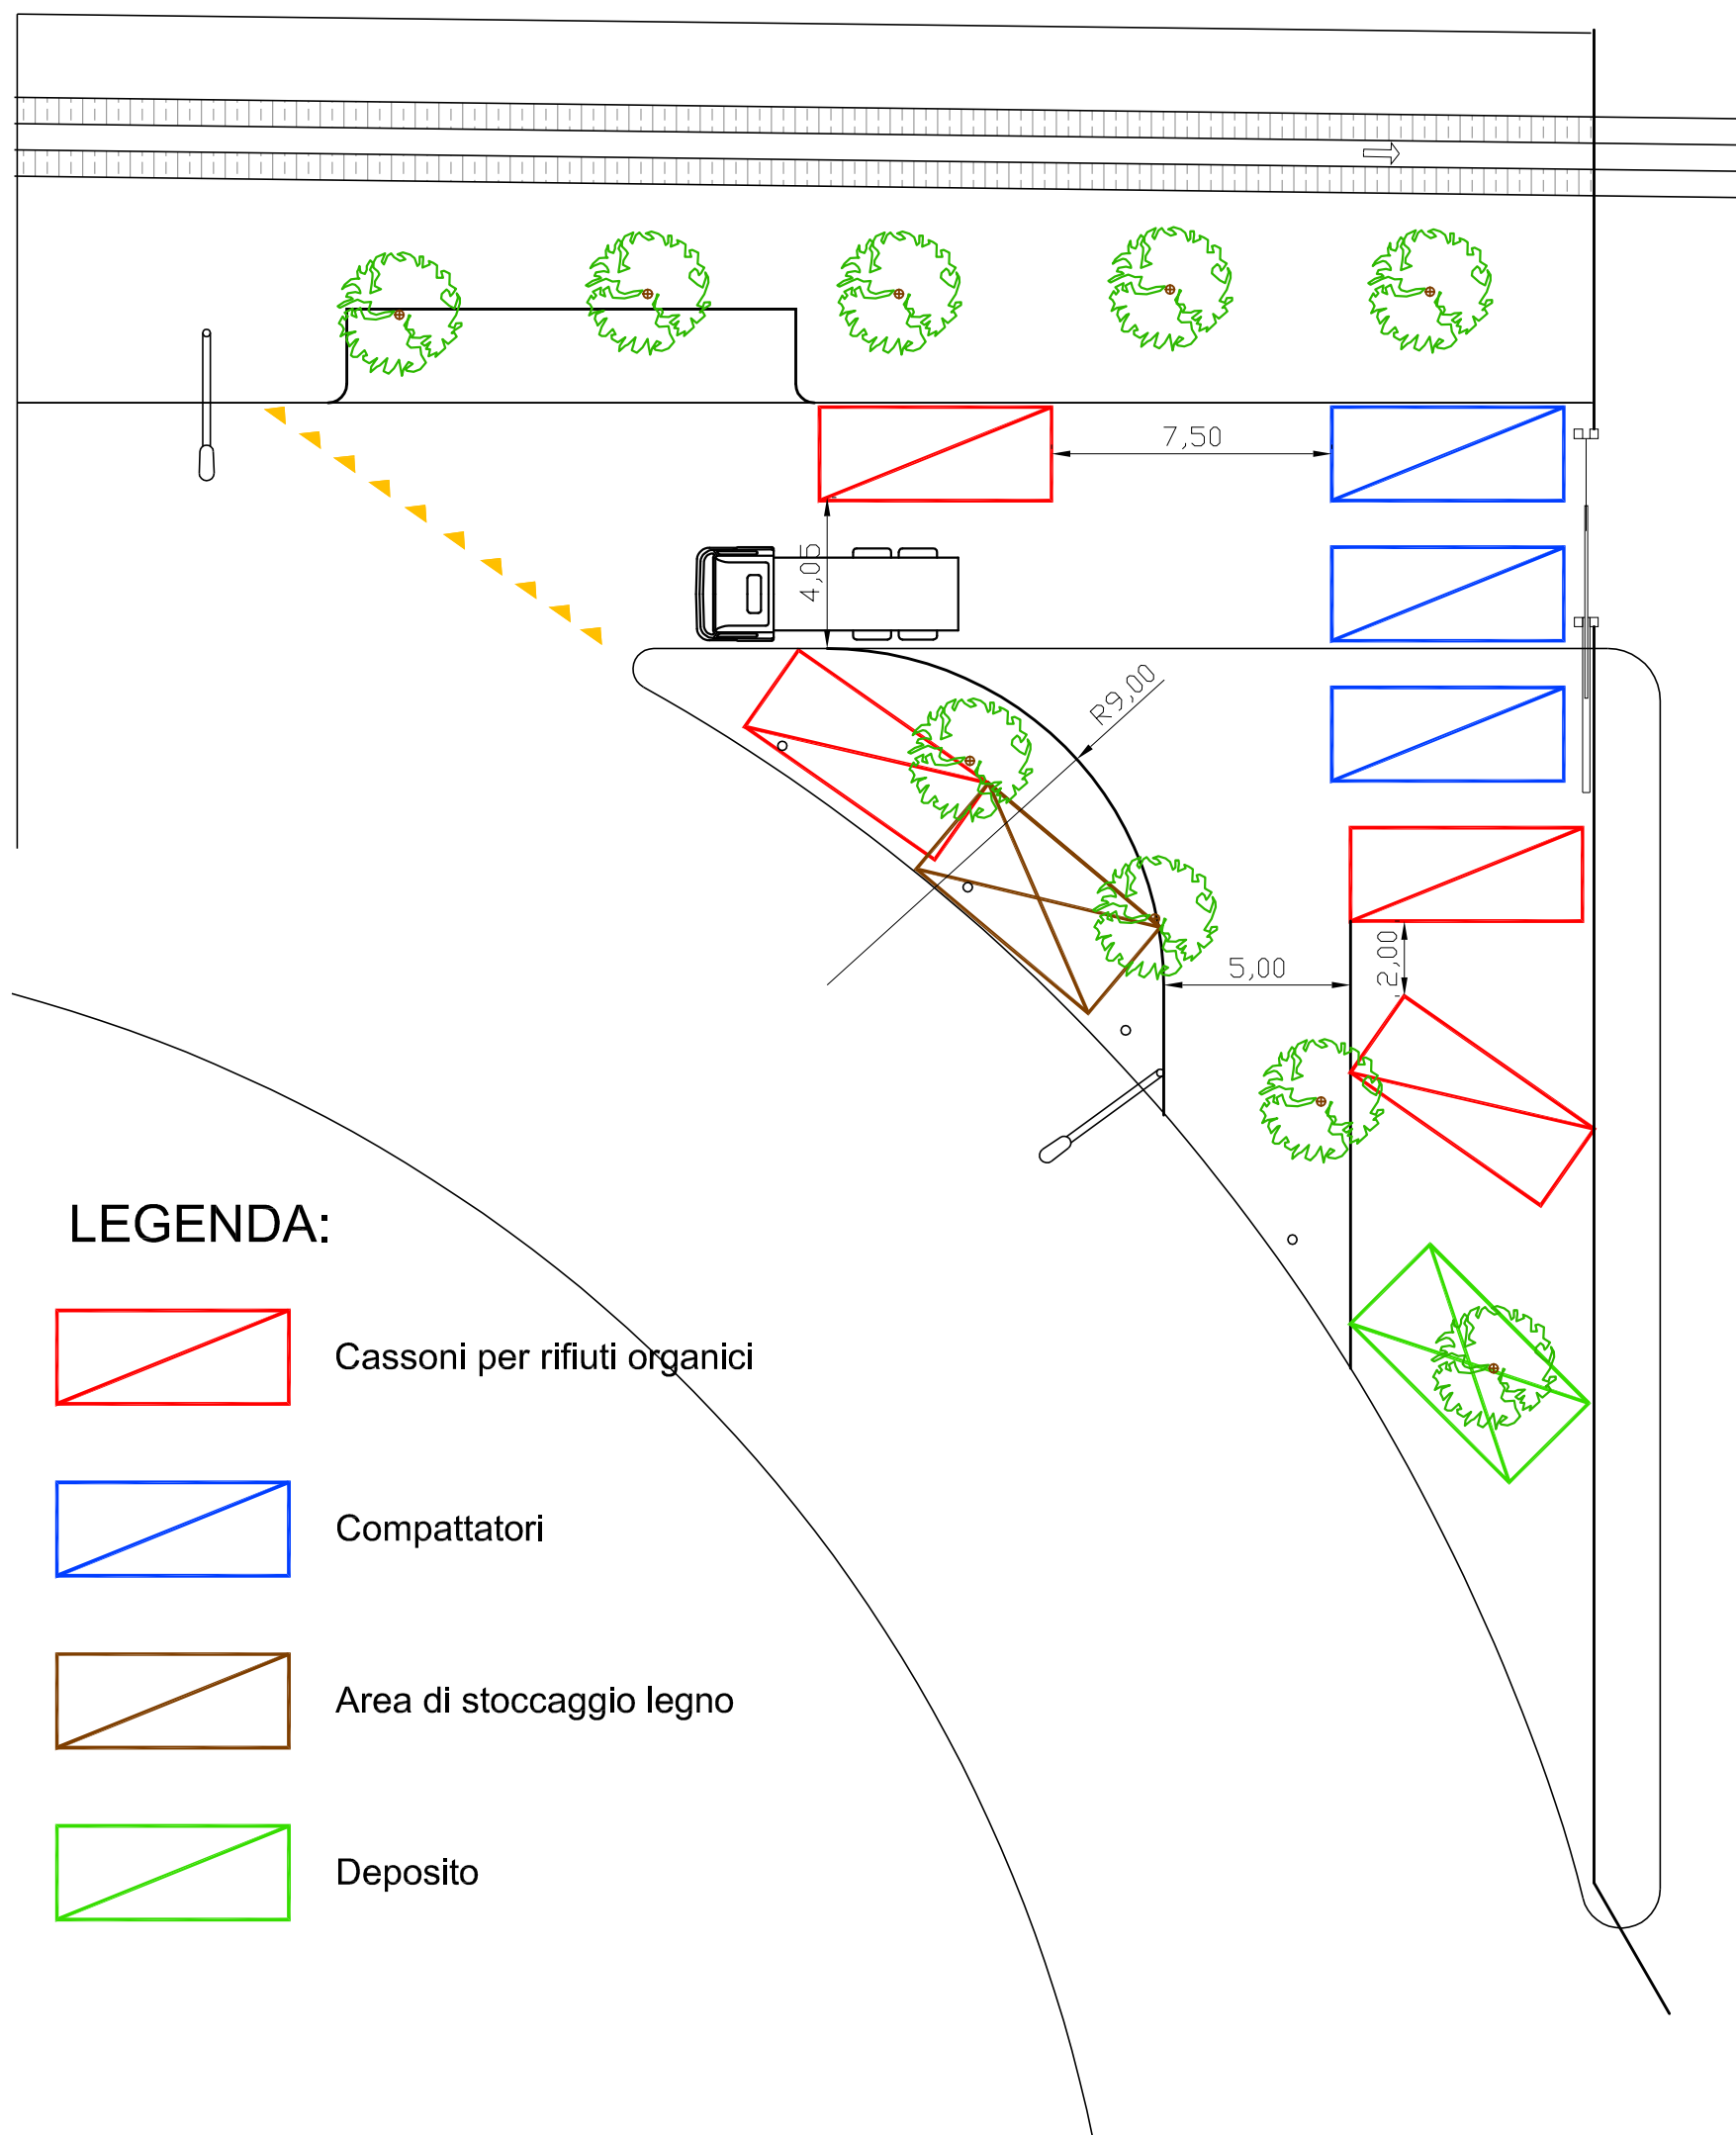 7,50
4,05
R9,00
5,00
2,00
LEGENDA:
Cassoni per rifiuti organici
Compattatori
Area di stoccaggio legno
Deposito